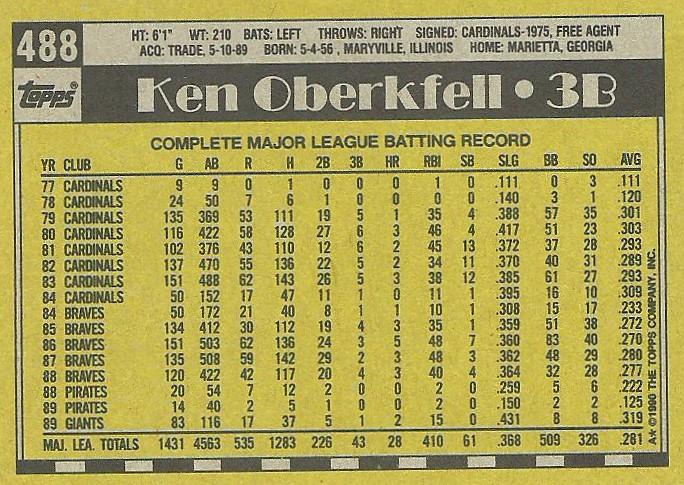 488
HT: 6'1" WT: 210 BATS: LEFT THROWS: RIGHT SIGNED: CARDINALS-1975, FREE AGENT
ACQ: TRADE, 5-10-89 BORN: 5-4-56 , MARYVILLE, ILLINOIS HOME: MARIETTA, GEORGIA
topps®
Ken Oberkfell • 3B
COMPLETE MAJOR LEAGUE BATTING RECORD
YR CLUB G AB R H 2B 3B HR RBI SB SLG BB SO AVG
77 CARDINALS 9 9 0 1 0 0 0 1 0 .111 0 3 .111
78 CARDINALS 24 50 7 6 1 0 0 0 0 .140 3 1 .120
79 CARDINALS 135 369 53 111 19 5 1 35 4 .388 57 35 .301
80 CARDINALS 116 422 58 128 27 6 3 46 4 .417 51 23 .303
81 CARDINALS 102 376 43 110 12 6 2 45 13 .372 37 28 .293
82 CARDINALS 137 470 55 136 22 5 2 34 11 .370 40 31 .289
83 CARDINALS 151 488 62 143 26 5 3 38 12 .385 61 27 .293
84 CARDINALS 50 152 17 47 11 1 0 11 1 .395 16 10 .309
84 BRAVES 50 172 21 40 8 1 1 10 1 .308 15 17 .233
85 BRAVES 134 412 30 112 19 4 3 35 1 .359 51 38 .272
86 BRAVES 151 503 62 136 24 3 5 48 7 .360 83 40 .270
87 BRAVES 135 508 59 142 29 2 3 48 3 .362 48 29 .280
88 BRAVES 120 422 42 117 20 4 3 40 4 .364 32 28 .277
88 PIRATES 20 54 7 12 2 0 0 2 0 .259 5 6 .222
89 PIRATES 14 40 2 5 1 0 0 2 0 .150 2 2 .125
89 GIANTS 83 116 17 37 5 1 2 15 0 .431 8 8 .319
MAJ. LEA. TOTALS 1431 4563 535 1283 226 43 28 410 61 .368 509 326 .281
A* ©1990 THE TOPPS COMPANY, INC.